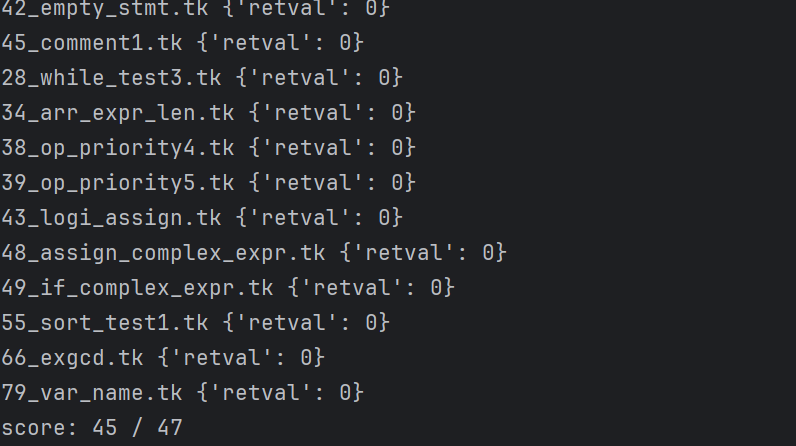 42_empty_stmt.tk {'retval': 0}
45_comment1.tk {'retval': 0}
28_while_test3.tk {'retval': 0}
34_arr_expr_len.tk {'retval': 0}
38_op_priority4.tk {'retval': 0}
39_op_priority5.tk {'retval': 0}
43_logi_assign.tk {'retval': 0}
48_assign_complex_expr.tk {'retval': 0}
49_if_complex_expr.tk {'retval': 0}
55_sort_test1.tk {'retval': 0}
66_exgcd.tk {'retval': 0}
79_var_name.tk {'retval': 0}
score: 45 / 47